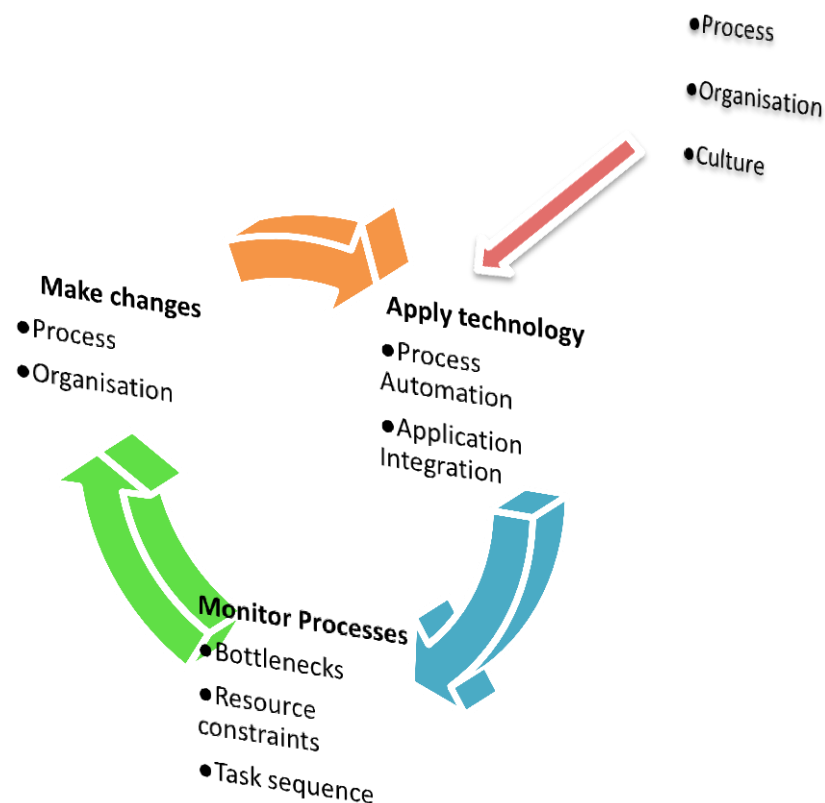 ●Process
●Organisation
●Culture
Make changes
●Process
●Organisation
Apply technology
●Process
Automation
●Application
Integration
Monitor Processes
●Bottlenecks
●Resource
constraints
●Task sequence